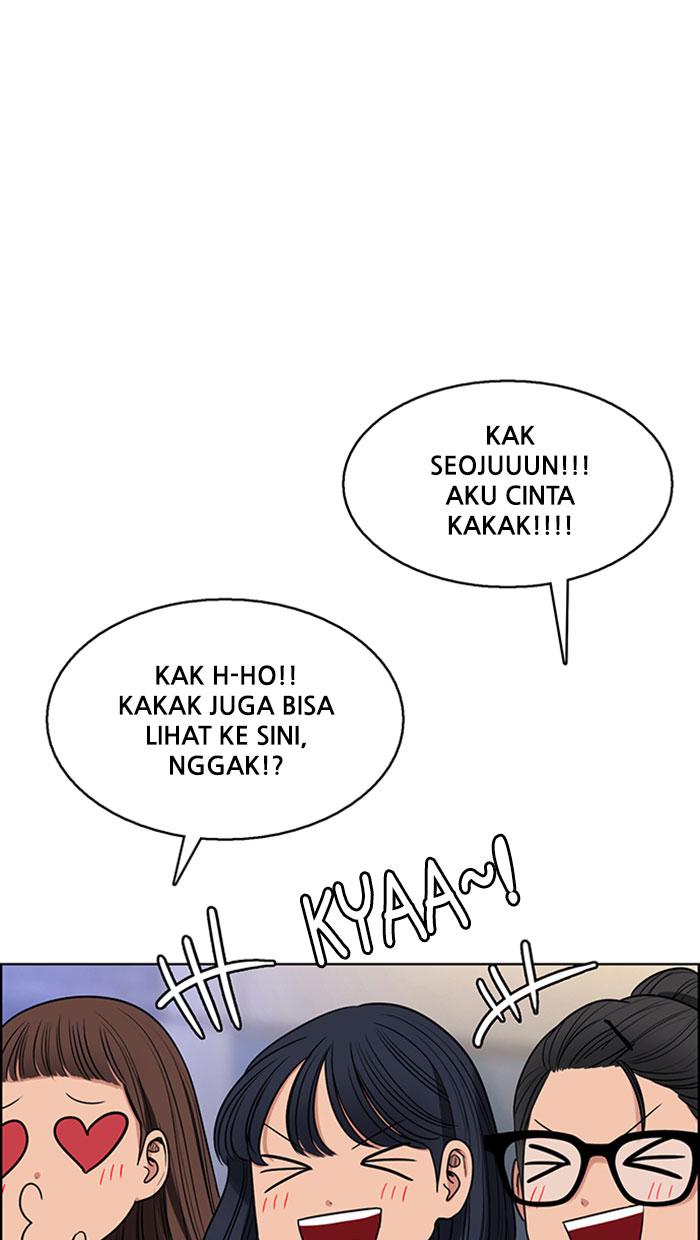 KAK
SEOJUUUN!!!
AKU CINTA
KAKAK!!!!
KAK H-HO!!
KAKAK JUGA BISA
LIHAT KE SINI,
NGGAK!?
KYAA~!